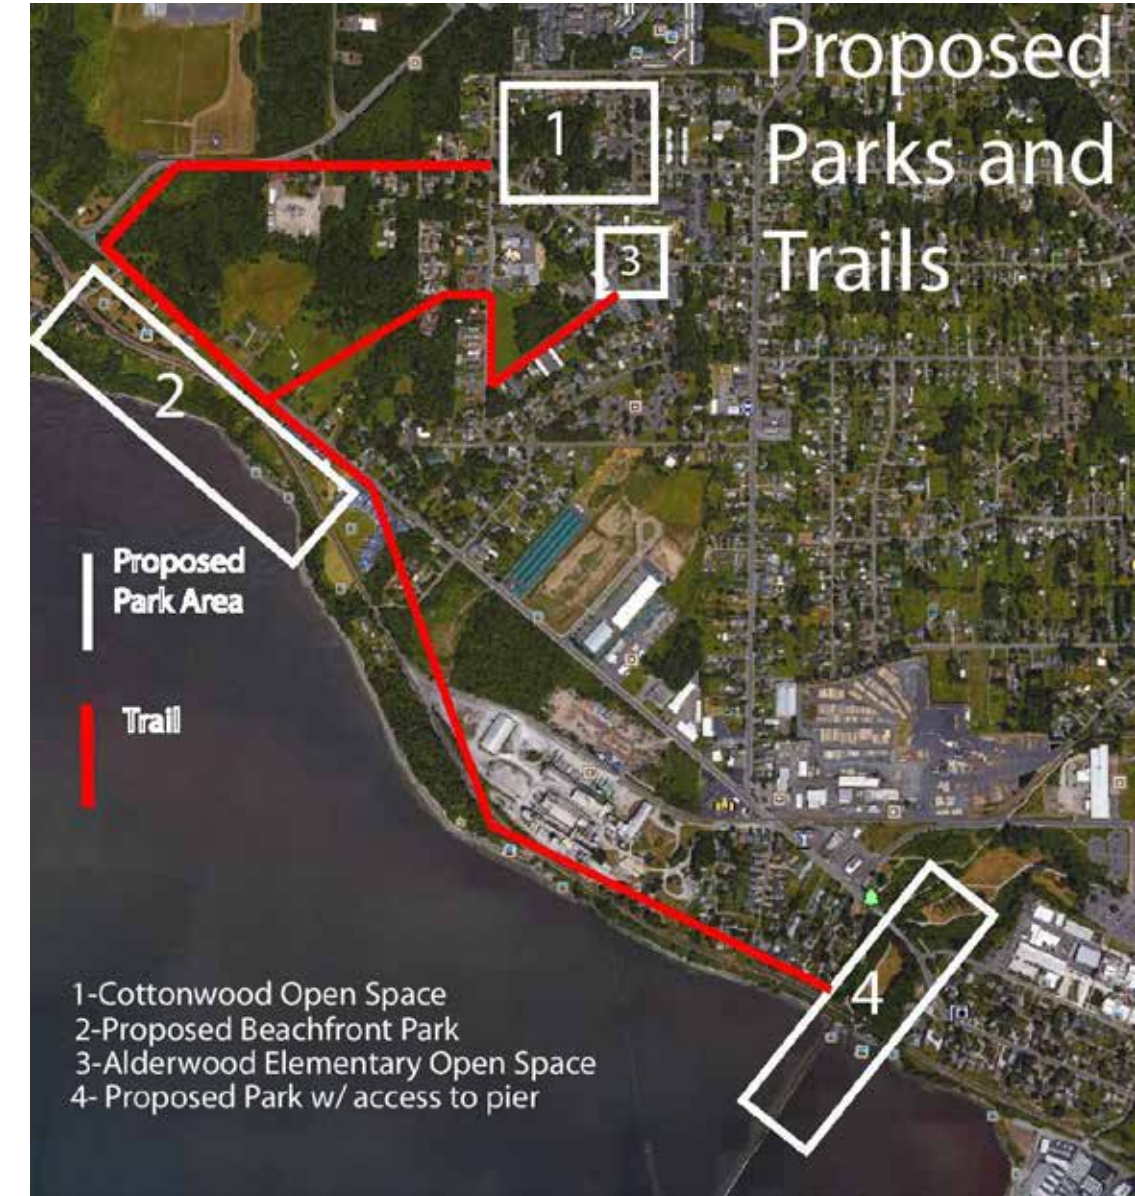 Proposed
Parks and
Trails
1
3
2
Proposed
Park Area
Trail
4
1-Cottonwood Open Space
2-Proposed Beachfront Park
3-Alderwood Elementary Open Space
4- Proposed Park w/ access to pier